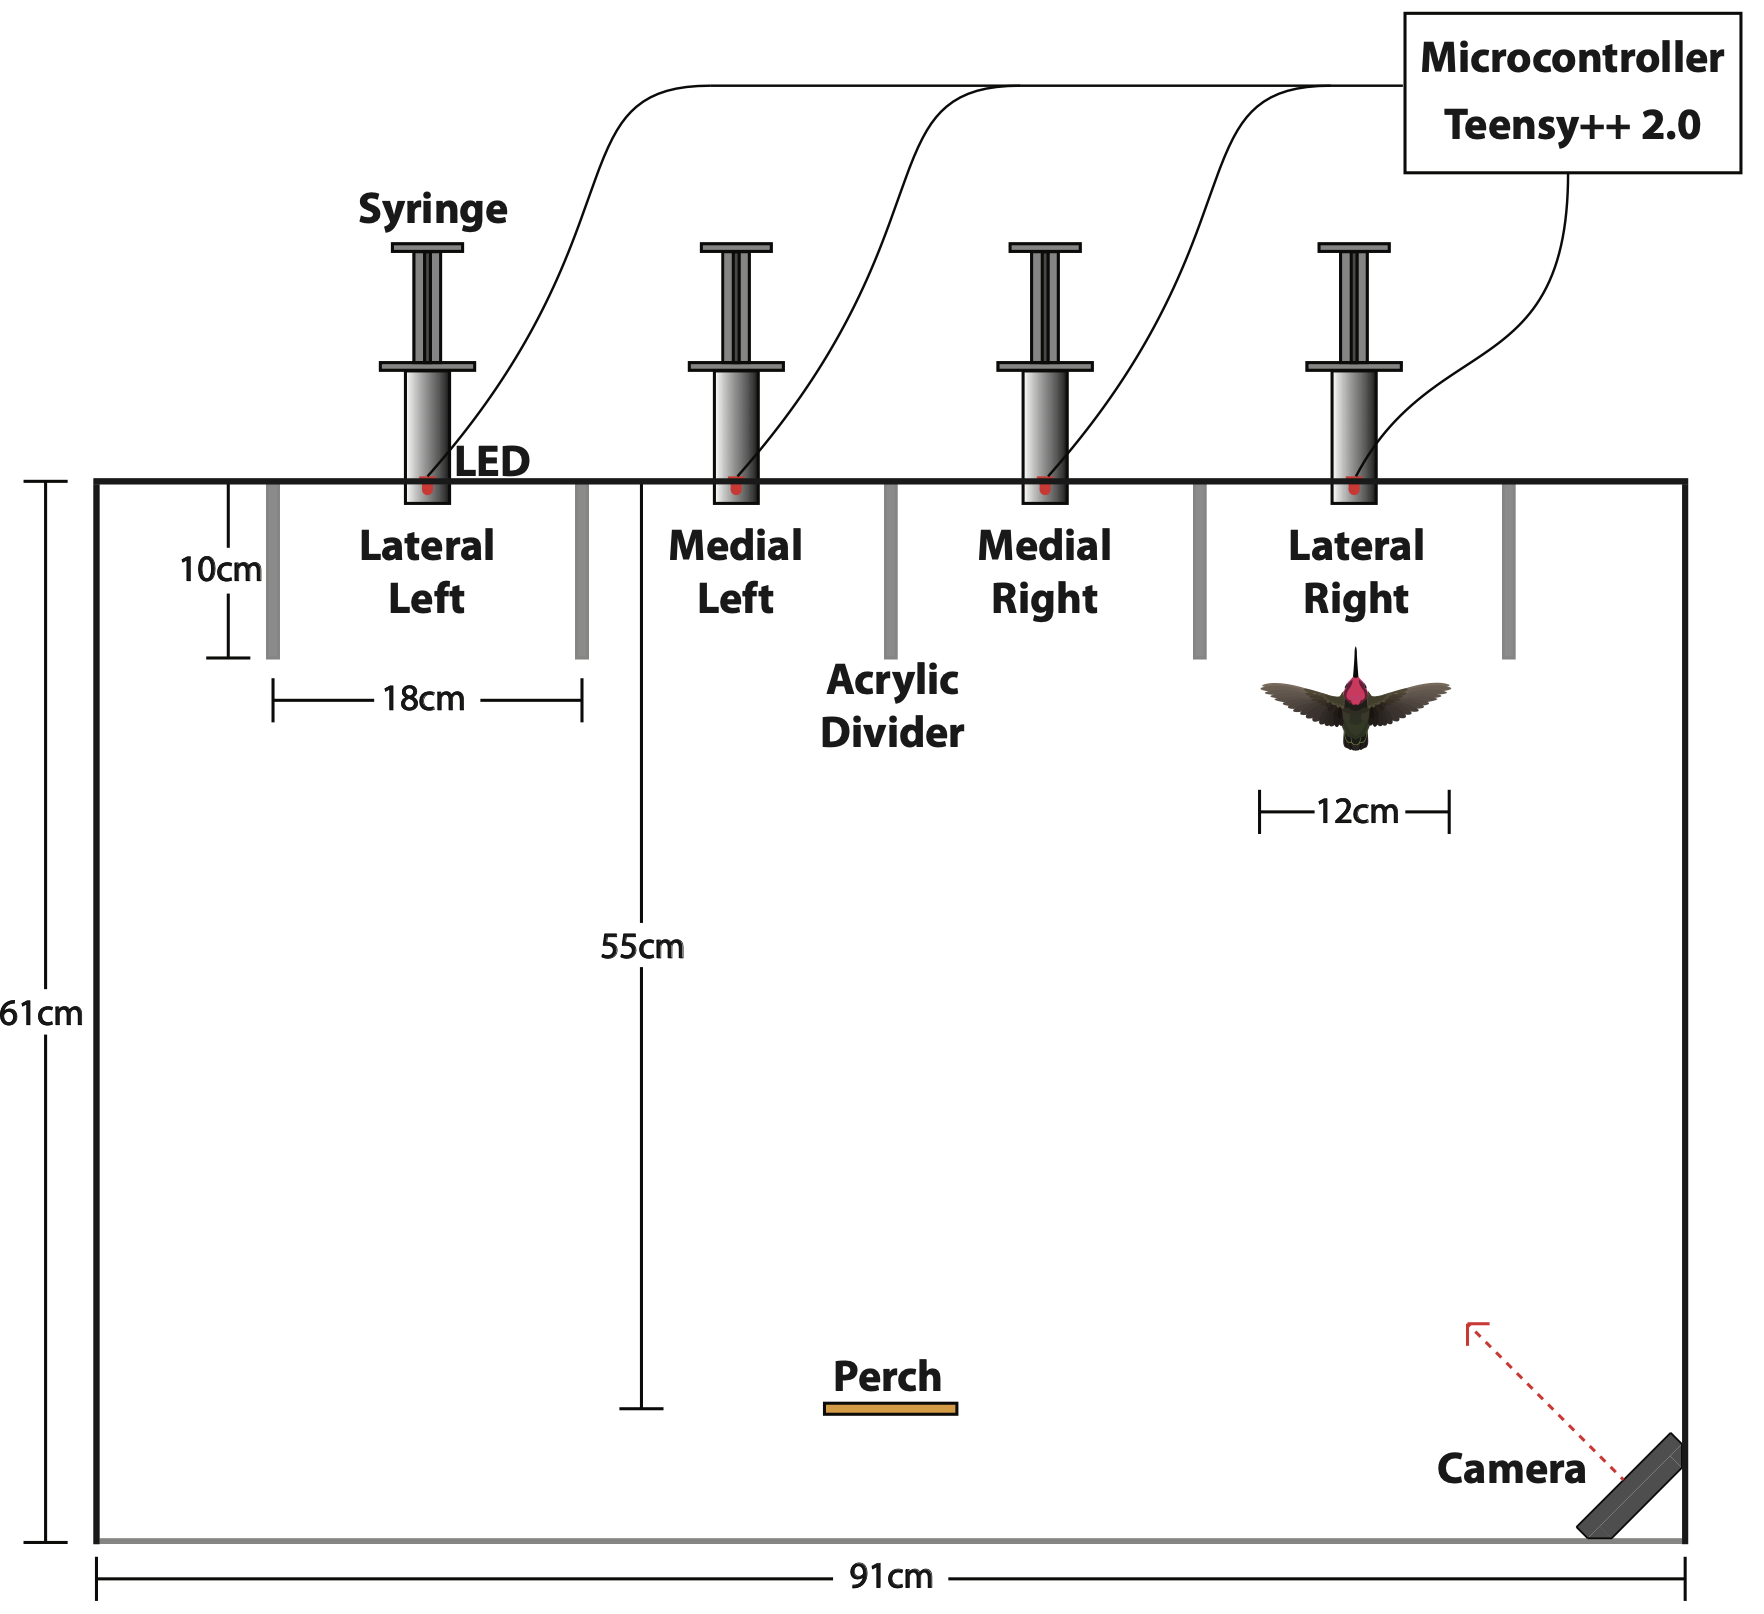 Microcontroller
Teensy++ 2.0
Syringe
LED
Lateral
Left
Medial
Left
Medial
Right
Lateral
Right
10cm
18cm
Acrylic
Divider
12cm
55cm
61cm
Perch
Camera
91cm